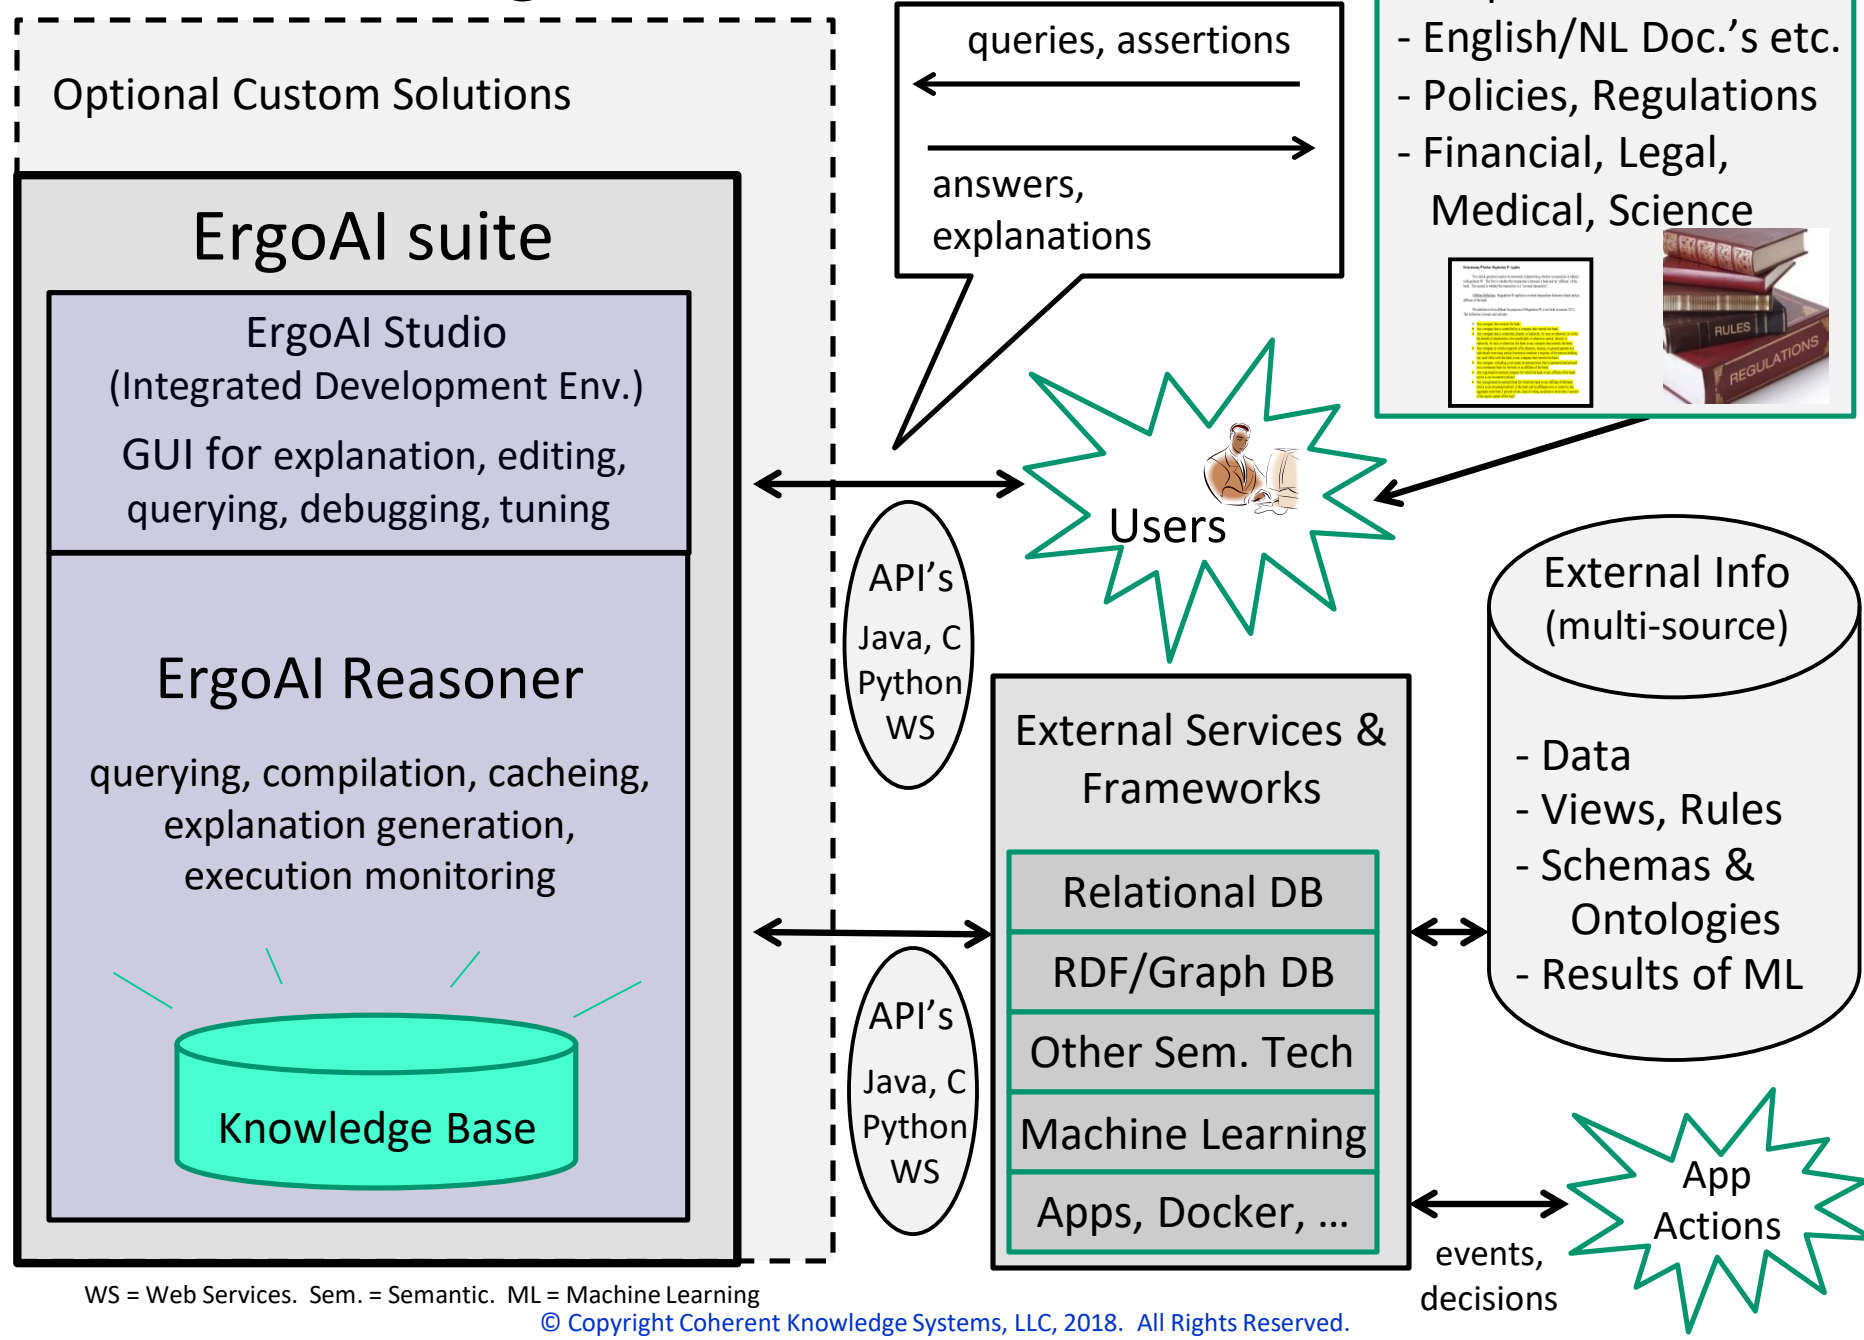 queries, assertions
answers,
explanations
- English/NL Doc.'s etc.
- Policies, Regulations
- Financial, Legal,
Medical, Science
RULES
REGULATIONS
Optional Custom Solutions
ErgoAI suite
ErgoAI Studio
(Integrated Development Env.)
GUI for explanation, editing,
querying, debugging, tuning
ErgoAI Reasoner
querying, compilation, cacheing,
explanation generation,
execution monitoring
Knowledge Base
API's
Java, C
Python
WS
Users
External Info
(multi-source)
- Data
- Views, Rules
- Schemas &
Ontologies
- Results of ML
External Services &
Frameworks
Relational DB
RDF/Graph DB
Other Sem. Tech
Machine Learning
Apps, Docker, ...
API's
Java, C
Python
WS
App
Actions
events,
decisions
WS = Web Services.  Sem. = Semantic.  ML = Machine Learning
© Copyright Coherent Knowledge Systems, LLC, 2018.  All Rights Reserved.